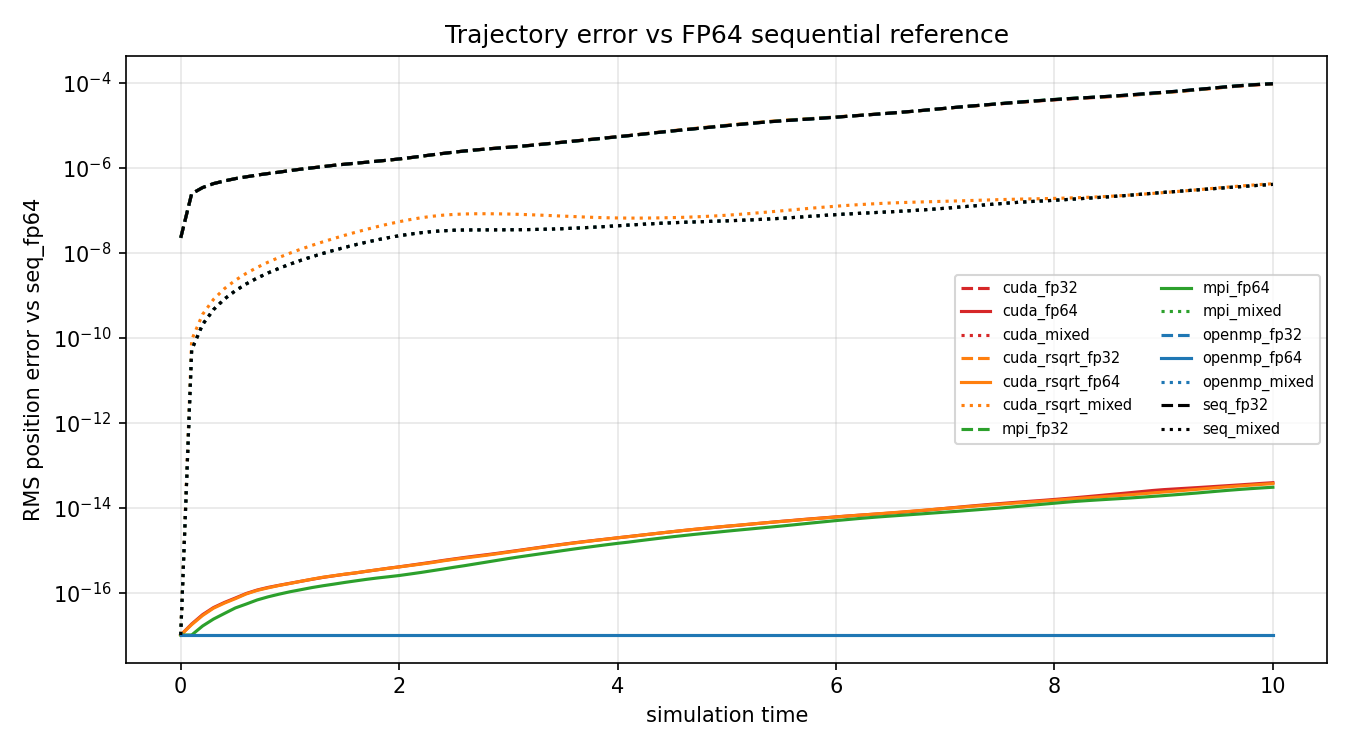 Trajectory error vs FP64 sequential reference
RMS position error vs seq_fp64
10⁻⁴
10⁻⁶
10⁻⁸
10⁻¹⁰
10⁻¹²
10⁻¹⁴
10⁻¹⁶
cuda_fp32
cuda_fp64
cuda_mixed
cuda_rsqrt_fp32
cuda_rsqrt_fp64
cuda_rsqrt_mixed
mpi_fp32
mpi_fp64
mpi_mixed
openmp_fp32
openmp_fp64
openmp_mixed
seq_fp32
seq_mixed
0 2 4 6 8 10
simulation time